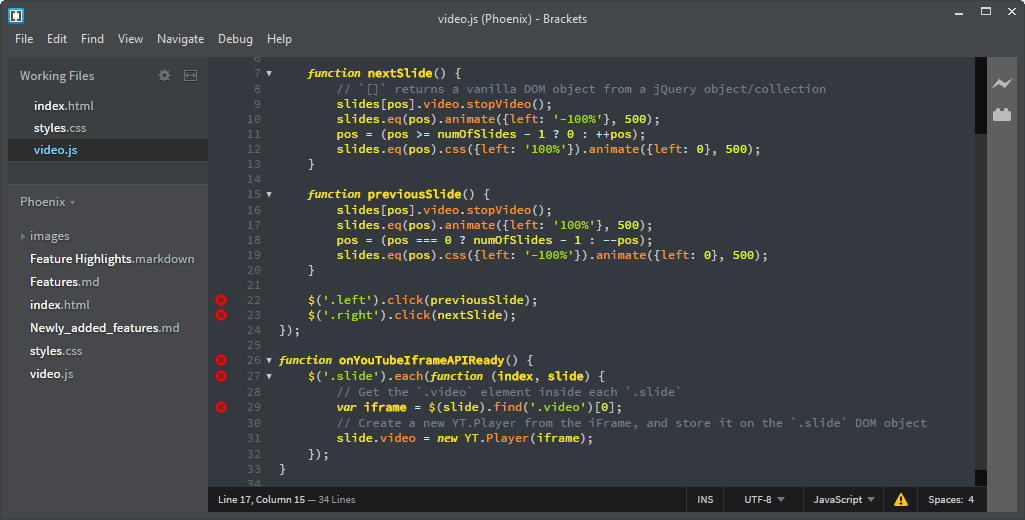 video.js (Phoenix) - Brackets
File Edit Find View Navigate Debug Help
Working Files
index.html
styles.css
video.js
Phoenix
images
Feature Highlights.markdown
Features.md
index.html
Newly_added_features.md
styles.css
video.js
6
7 function nextSlide() {
8 // `[]` returns a vanilla DOM object from a jQuery object/collection
9 slides[pos].video.stopVideo();
10 slides.eq(pos).animate({left: '-100%'}, 500);
11 pos = (pos >= numOfSlides - 1 ? 0 : ++pos);
12 slides.eq(pos).css({left: '100%'}).animate({left: 0}, 500);
13 }
14
15 function previousSlide() {
16 slides[pos].video.stopVideo();
17 slides.eq(pos).animate({left: '100%'}, 500);
18 pos = (pos === 0 ? numOfSlides - 1 : --pos);
19 slides.eq(pos).css({left: '-100%'}).animate({left: 0}, 500);
20 }
21
22 $('.left').click(previousSlide);
23 $('.right').click(nextSlide);
24 });
25
26 function onYouTubeIframeAPIReady() {
27 $('.slide').each(function (index, slide) {
28 // Get the `.video` element inside each `.slide`
29 var iframe = $(slide).find('.video')[0];
30 // Create a new YT.Player from the iFrame, and store it on the `.slide` DOM object
31 slide.video = new YT.Player(iframe);
32 });
33 }
34
Line 17, Column 15 — 34 Lines INS UTF-8 JavaScript Spaces: 4